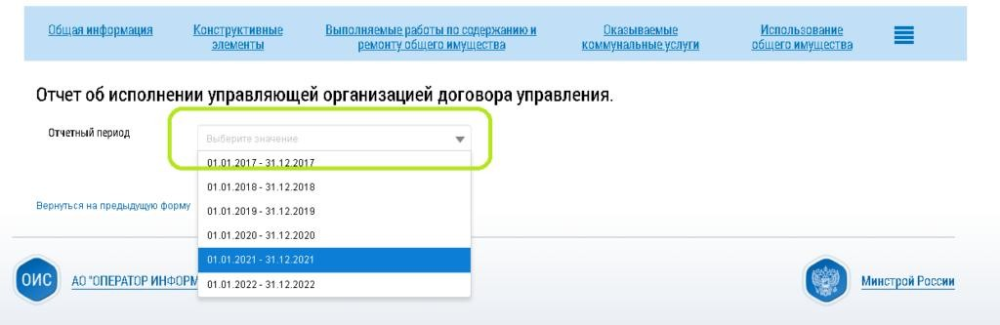 Общая информация
Конструктивные
элементы
Выполняемые работы по содержанию и
ремонту общего имущества
Оказываемые
коммунальные услуги
Использование
общего имущества
Отчет об исполнении управляющей организацией договора управления.
Отчетный период
Выберите значение
01.01.2017 - 31.12.2017
01.01.2018 - 31.12.2018
Вернуться на предыдущую форму
01.01.2019 - 31.12.2019
01.01.2020 - 31.12.2020
01.01.2021 - 31.12.2021
01.01.2022 - 31.12.2022
ОИС
АО "ОПЕРАТОР ИНФОРМ
Минстрой России